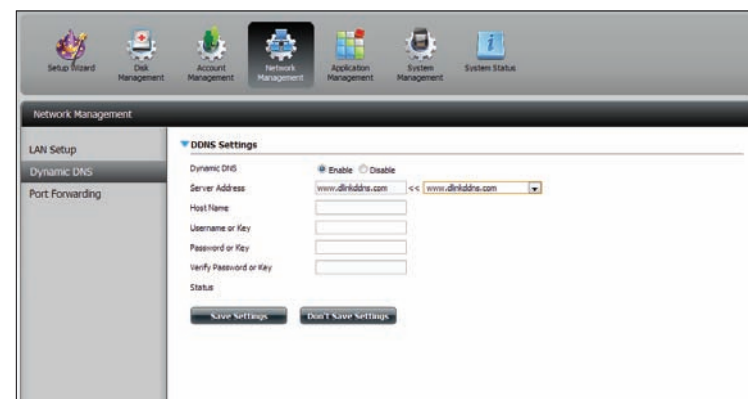 Setup Wizard
Disk Management
Account Management
Network Management
Application Management
System Management
System Status
Network Management
LAN Setup
Dynamic DNS
Port Forwarding
DDNS Settings
Dynamic DNS Enable Disable
Server Address www.dlinkddns.com << www.dlinkddns.com
Host Name
Username or Key
Password or Key
Verify Password or Key
Status
Save Settings Don't Save Settings